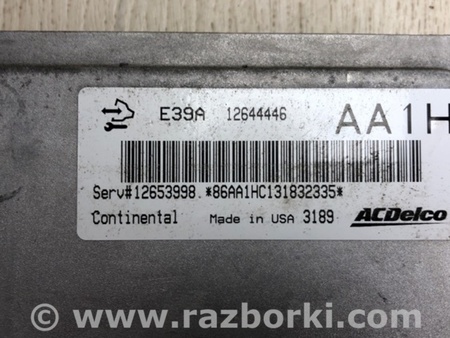 E39A 12644446 AA1H
Serv#12653998 *86AA1HC131832335*
Continental Made in USA 3189 ACDelco
© www.razborki.com